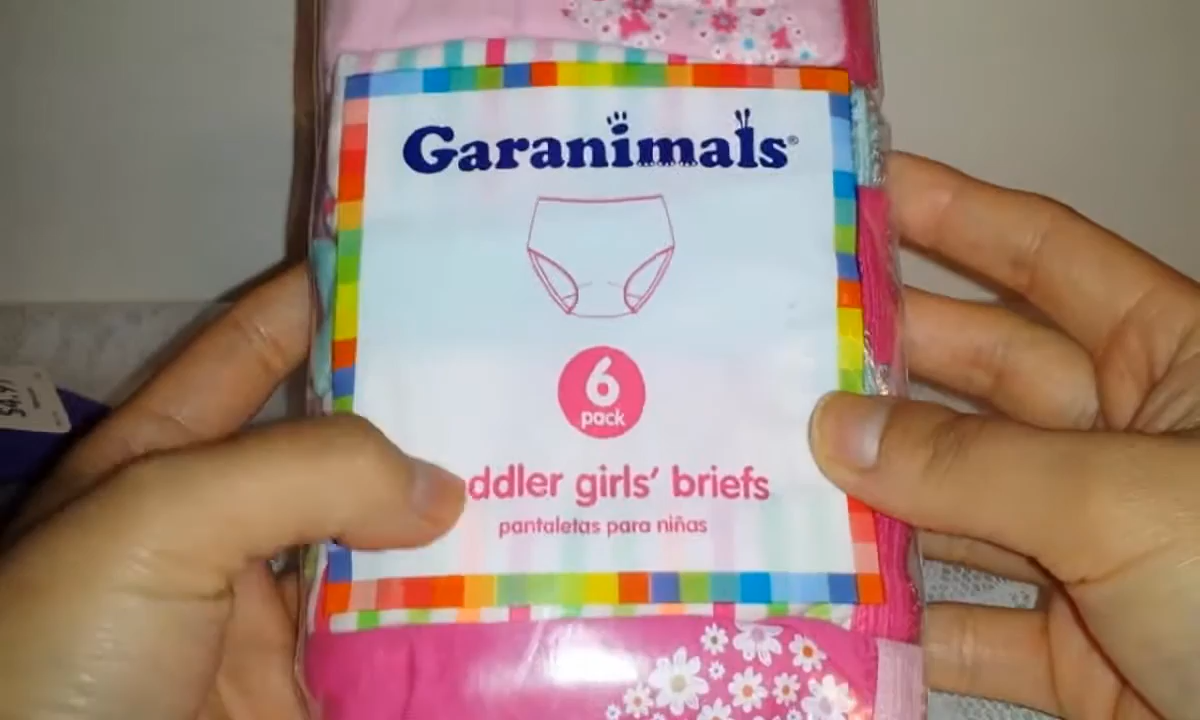 Garanimals®
6
pack
ddler girls' briefs
pantaletas para niñas